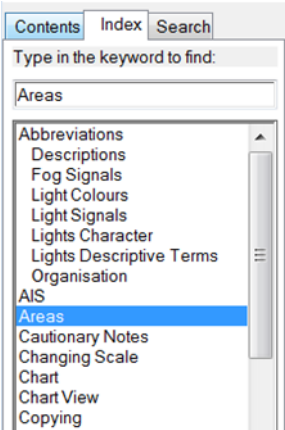 Contents Index Search
Type in the keyword to find:
Areas
Abbreviations
Descriptions
Fog Signals
Light Colours
Light Signals
Lights Character
Lights Descriptive Terms
Organisation
AIS
Areas
Cautionary Notes
Changing Scale
Chart
Chart View
Copying